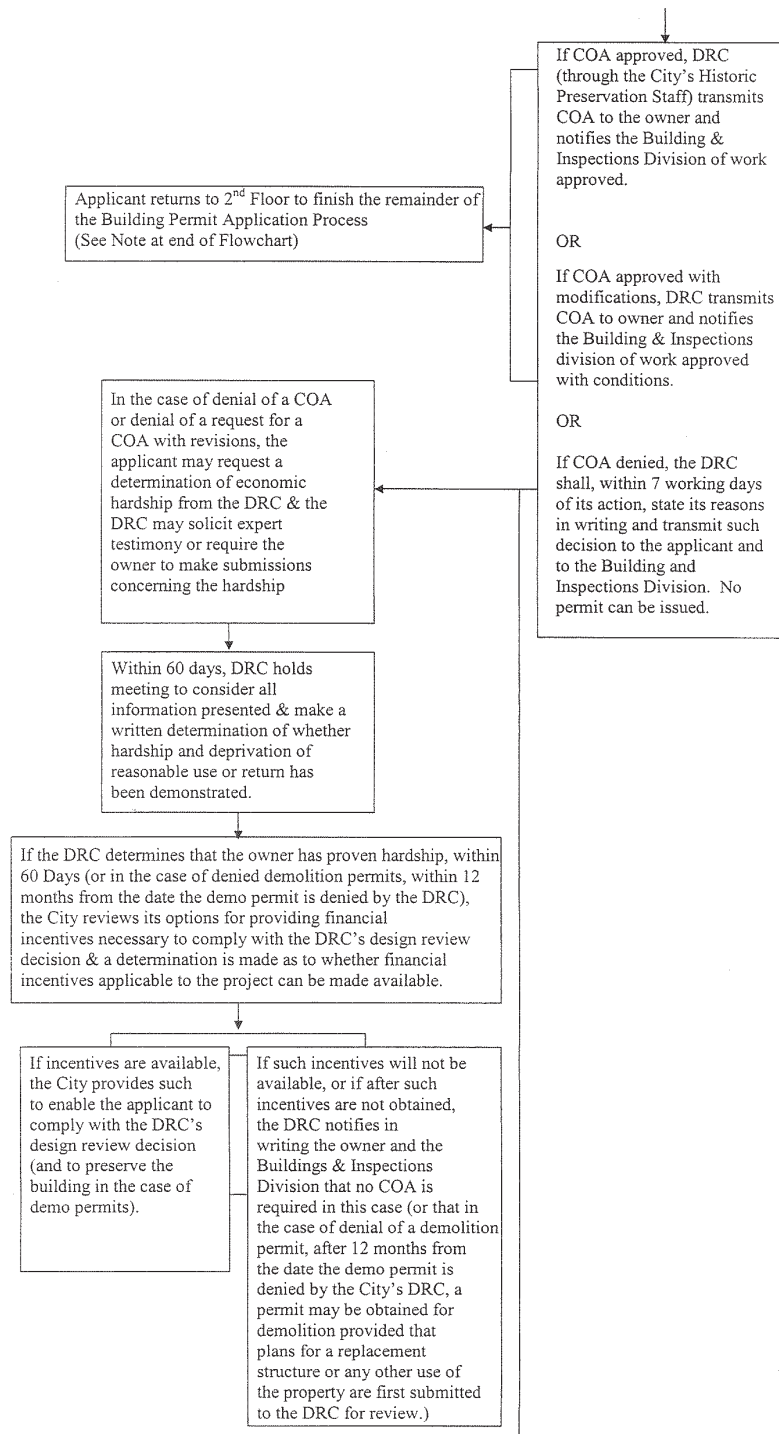 If COA approved, DRC
(through the City's Historic
Preservation Staff) transmits
COA to the owner and
notifies the Building &
Inspections Division of work
approved.
OR
If COA approved with
modifications, DRC transmits
COA to owner and notifies
the Building & Inspections
division of work approved
with conditions.
OR
If COA denied, the DRC
shall, within 7 working days
of its action, state its reasons
in writing and transmit such
decision to the applicant and
to the Building and
Inspections Division. No
permit can be issued.
Applicant returns to 2nd Floor to finish the remainder of
the Building Permit Application Process
(See Note at end of Flowchart)
In the case of denial of a COA
or denial of a request for a
COA with revisions, the
applicant may request a
determination of economic
hardship from the DRC & the
DRC may solicit expert
testimony or require the
owner to make submissions
concerning the hardship
Within 60 days, DRC holds
meeting to consider all
information presented & make a
written determination of whether
hardship and deprivation of
reasonable use or return has
been demonstrated.
If the DRC determines that the owner has proven hardship, within
60 Days (or in the case of denied demolition permits, within 12
months from the date the demo permit is denied by the DRC),
the City reviews its options for providing financial
incentives necessary to comply with the DRC's design review
decision & a determination is made as to whether financial
incentives applicable to the project can be made available.
If incentives are available,
the City provides such
to enable the applicant to
comply with the DRC's
design review decision
(and to preserve the
building in the case of
demo permits).
If such incentives will not be
available, or if after such
incentives are not obtained,
the DRC notifies in
writing the owner and the
Buildings & Inspections
Division that no COA is
required in this case (or that in
the case of denial of a demolition
permit, after 12 months from
the date the demo permit is
denied by the City's DRC, a
permit may be obtained for
demolition provided that
plans for a replacement
structure or any other use of
the property are first submitted
to the DRC for review.)